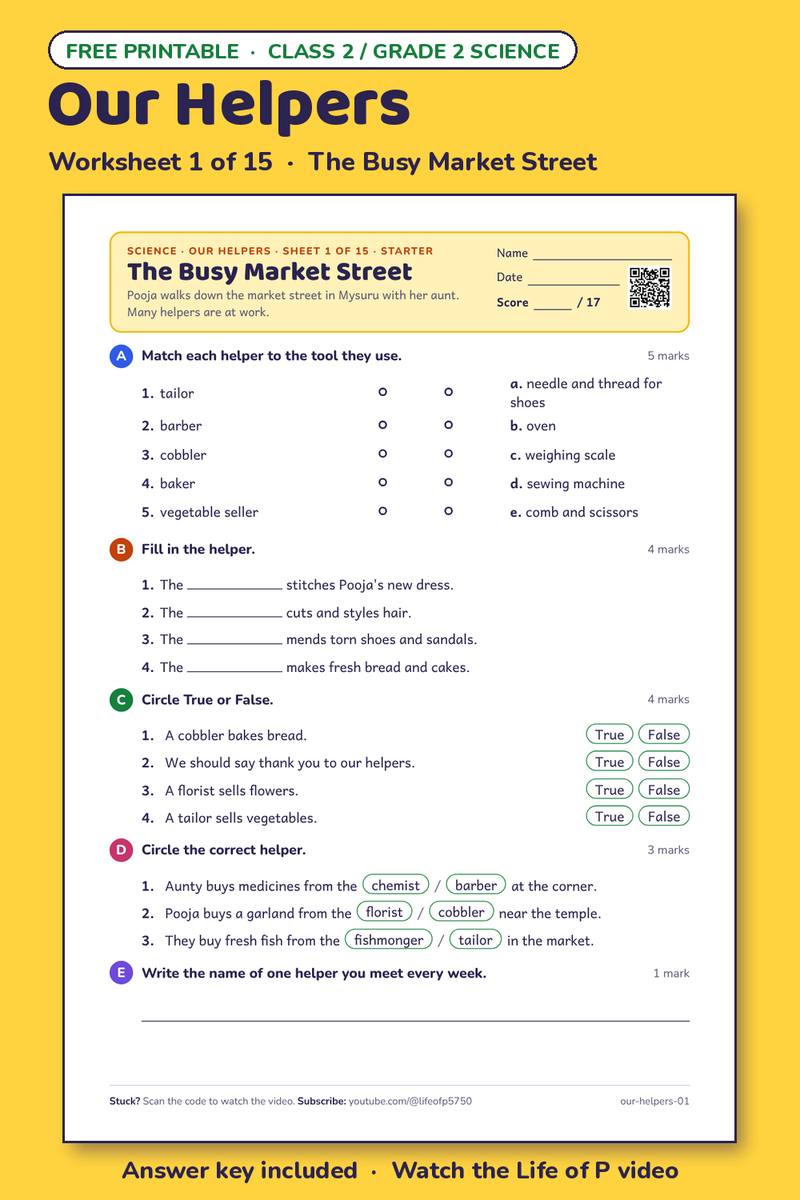 FREE PRINTABLE · CLASS 2 / GRADE 2 SCIENCE
Our Helpers
Worksheet 1 of 15 · The Busy Market Street
SCIENCE · OUR HELPERS · SHEET 1 OF 15 · STARTER
The Busy Market Street
Pooja walks down the market street in Mysuru with her aunt.
Many helpers are at work.
Name
Date
Score / 17
A Match each helper to the tool they use. 5 marks
1. tailor a. needle and thread for
shoes
2. barber b. oven
3. cobbler c. weighing scale
4. baker d. sewing machine
5. vegetable seller e. comb and scissors
B Fill in the helper. 4 marks
1. The ____________ stitches Pooja's new dress.
2. The ____________ cuts and styles hair.
3. The ____________ mends torn shoes and sandals.
4. The ____________ makes fresh bread and cakes.
C Circle True or False. 4 marks
1. A cobbler bakes bread. True False
2. We should say thank you to our helpers. True False
3. A florist sells flowers. True False
4. A tailor sells vegetables. True False
D Circle the correct helper. 3 marks
1. Aunty buys medicines from the chemist / barber at the corner.
2. Pooja buys a garland from the florist / cobbler near the temple.
3. They buy fresh fish from the fishmonger / tailor in the market.
E Write the name of one helper you meet every week. 1 mark
Stuck? Scan the code to watch the video. Subscribe: youtube.com/@lifeofp5750 our-helpers-01
Answer key included · Watch the Life of P video